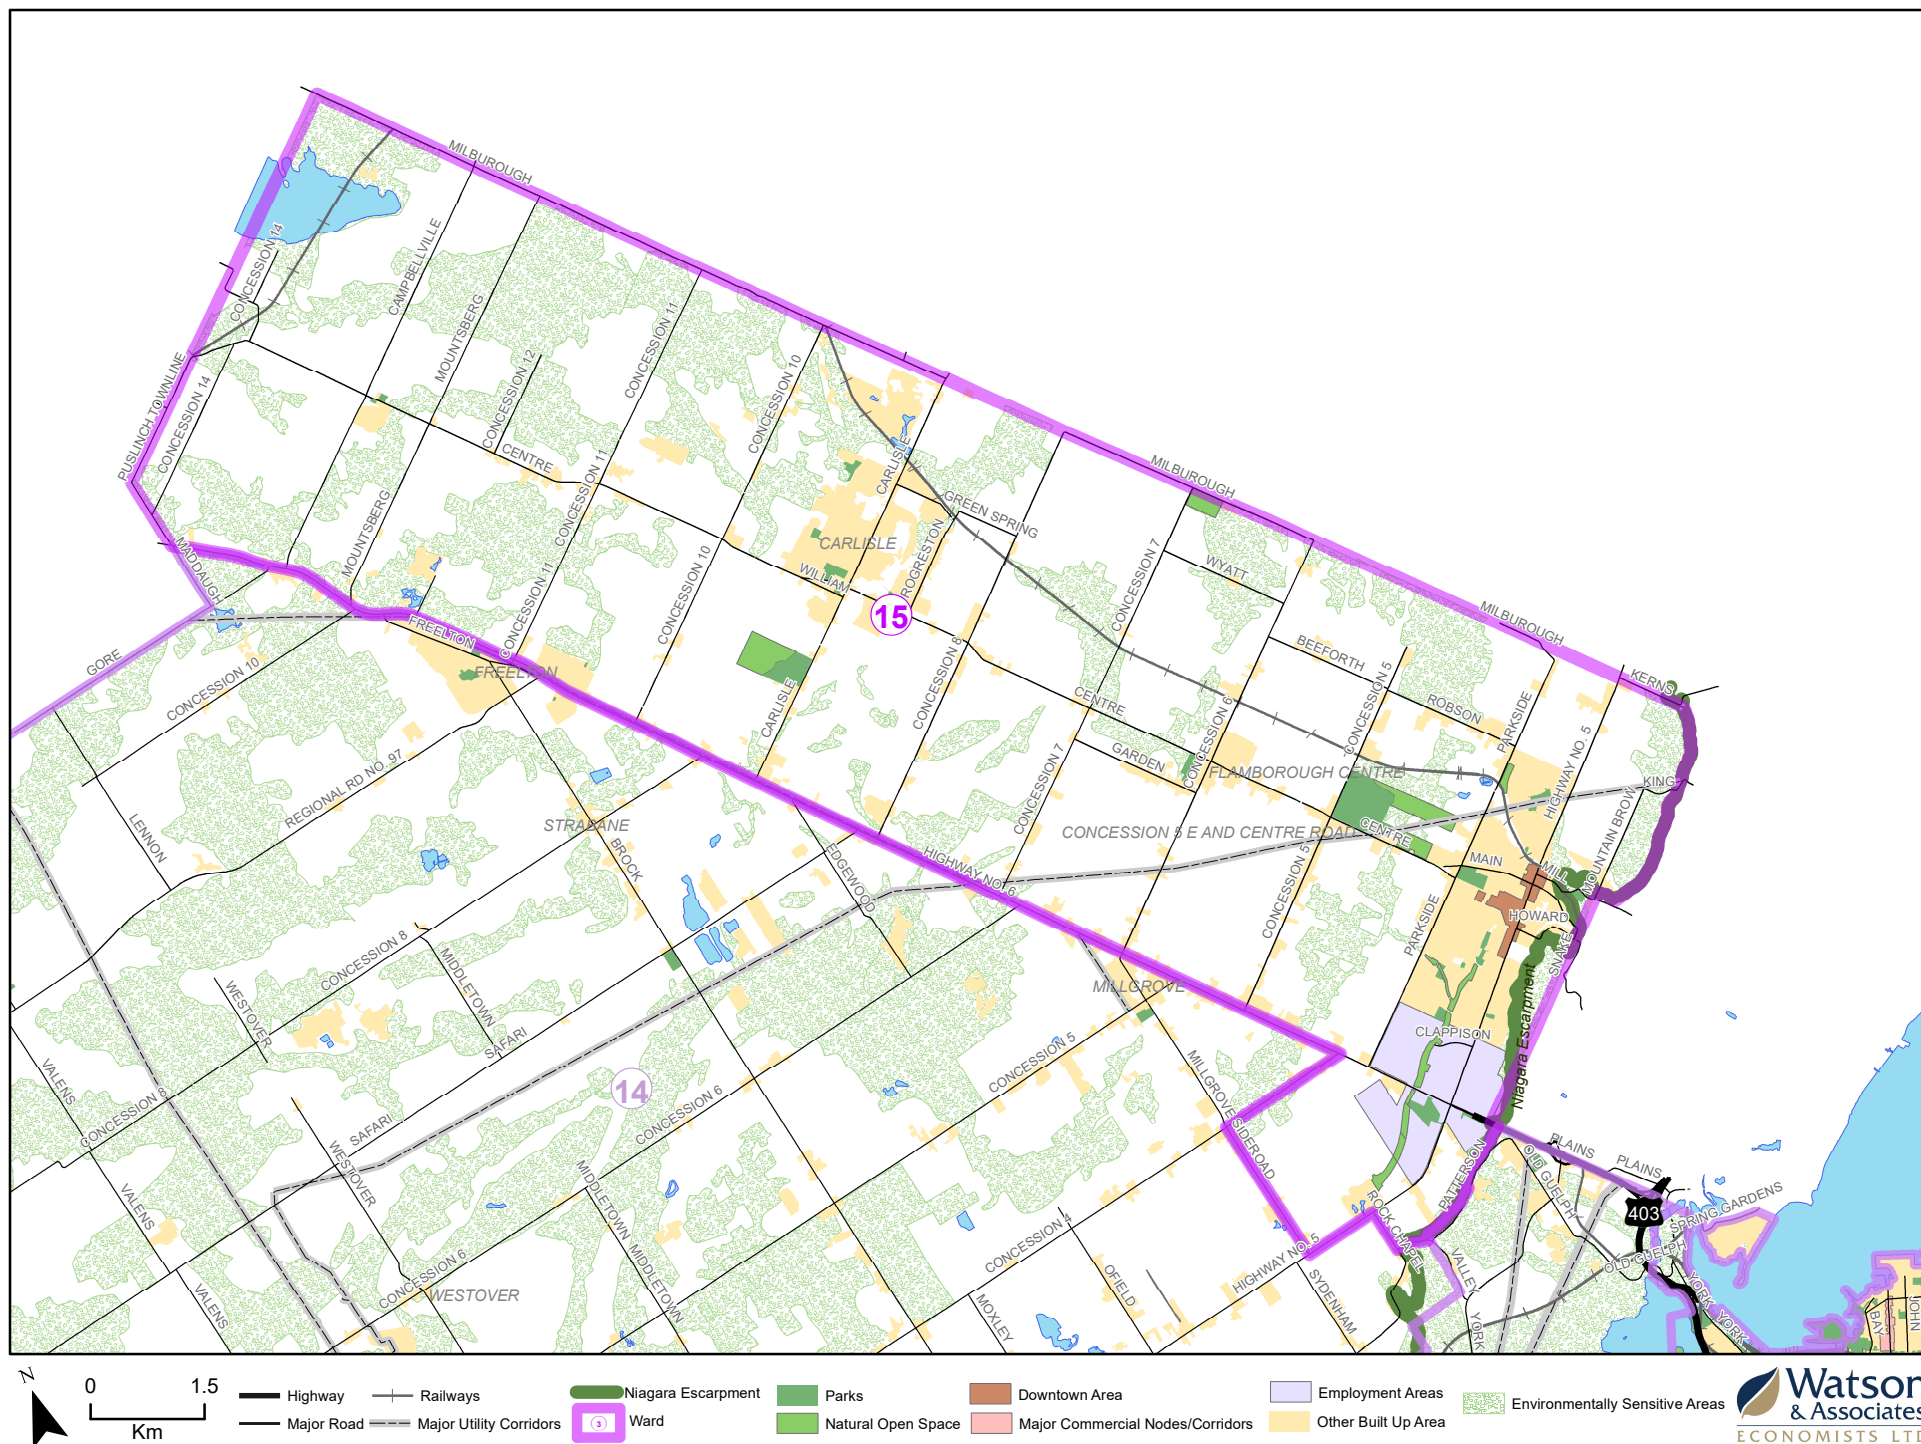 MILBUROUGH
CONCESSION 14
CAMPBELLVILLE
MOUNTSBERG
CONCESSION 11
CONCESSION 12
CONCESSION 10
PUSLINCH TOWNLINE
CONCESSION 14
CENTRE
CARLISLE
MILBUROUGH
GREEN SPRING
MOUNTSBERG
CONCESSION 11
CARLISLE
MADDAUGH
CONCESSION 10
WILLIAM
PROGRESTON
CONCESSION 7
WYATT
15
MILBUROUGH
FREELTON
CONCESSION 11
FREELTON
GORE
CONCESSION 10
CARLISLE
CONCESSION 8
BEEFORTH
CONCESSION 5
KERNS
CENTRE
CONCESSION 6
ROBSON
PARKSIDE
HIGHWAY NO. 5
GARDEN
FLAMBOROUGH CENTRE
KING
REGIONAL RD NO. 97
CONCESSION 7
LENNON
STRABANE
BROCK
EDGEWOOD
HIGHWAY NO. 6
CONCESSION 5 E AND CENTRE ROAD
CENTRE
MAIN
MILL
MOUNTAIN BROW
CONCESSION 5
PARKSIDE
HOWARD
SNAKE
CONCESSION 8
MIDDLETOWN
WESTOVER
SAFARI
MILLGROVE
CLAPPISON
Niagara Escarpment
VALENS
CONCESSION 8
SAFARI
14
CONCESSION 6
CONCESSION 5
MILLGROVE SIDEROAD
WESTOVER
MIDDLETOWN
VALENS
PLAINS
PLAINS
OLD GUELPH
PATTERSON
ROCK CHAPEL
403
SPRING GARDENS
OLD GUELPH
CONCESSION 4
HIGHWAY NO. 5
CONCESSION 6
WESTOVER
MIDDLETOWN
VALENS
MOXLEY
OFIELD
SYDENHAM
VALLEY
YORK
YORK
YORK
BAY
JOHN
N
0 1.5
Km
Highway
Major Road
Railways
Major Utility Corridors
Niagara Escarpment
3
Ward
Parks
Natural Open Space
Downtown Area
Major Commercial Nodes/Corridors
Employment Areas
Other Built Up Area
Environmentally Sensitive Areas
Watson
& Associates
ECONOMISTS LTD